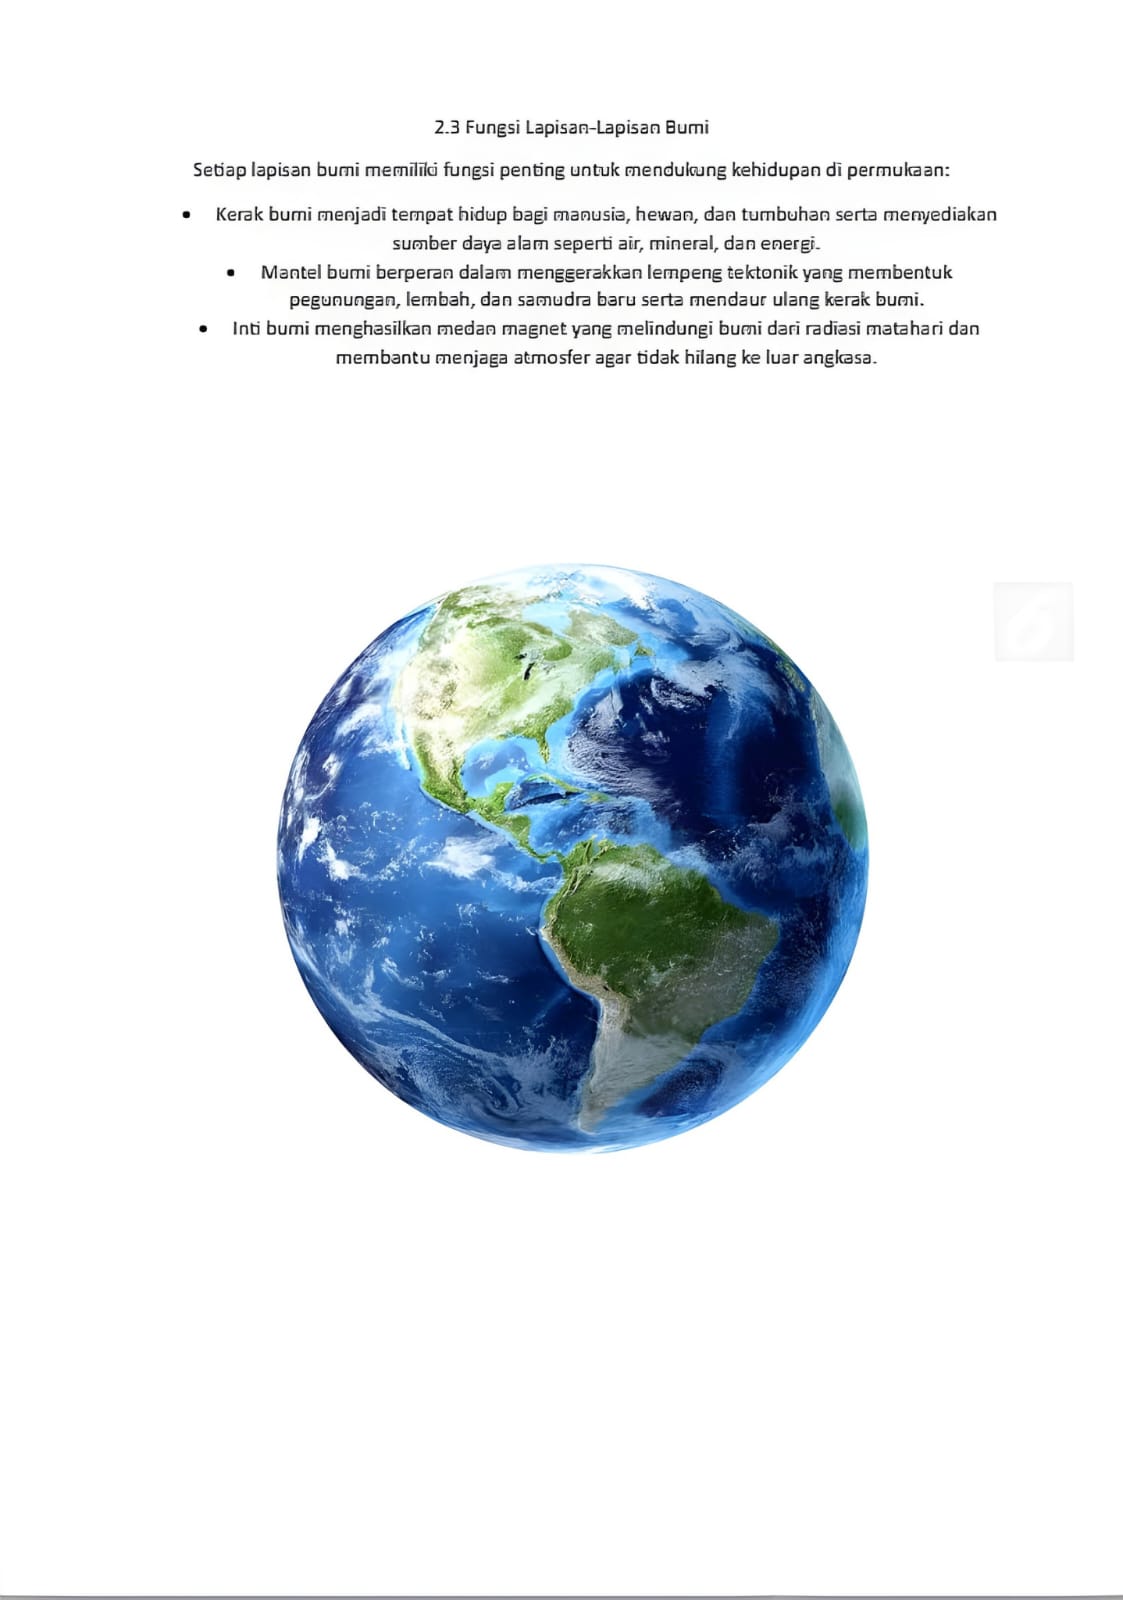 2.3 Fungsi Lapisan-Lapisan Bumi
Setiap lapisan bumi memiliki fungsi penting untuk mendukung kehidupan di permukaan:
• Kerak bumi menjadi tempat hidup bagi manusia, hewan, dan tumbuhan serta menyediakan
sumber daya alam seperti air, mineral, dan energi.
• Mantel bumi berperan dalam menggerakkan lempeng tektonik yang membentuk
pegunungan, lembah, dan samudra baru serta mendaur ulang kerak bumi.
• Inti bumi menghasilkan medan magnet yang melindungi bumi dari radiasi matahari dan
membantu menjaga atmosfer agar tidak hilang ke luar angkasa.